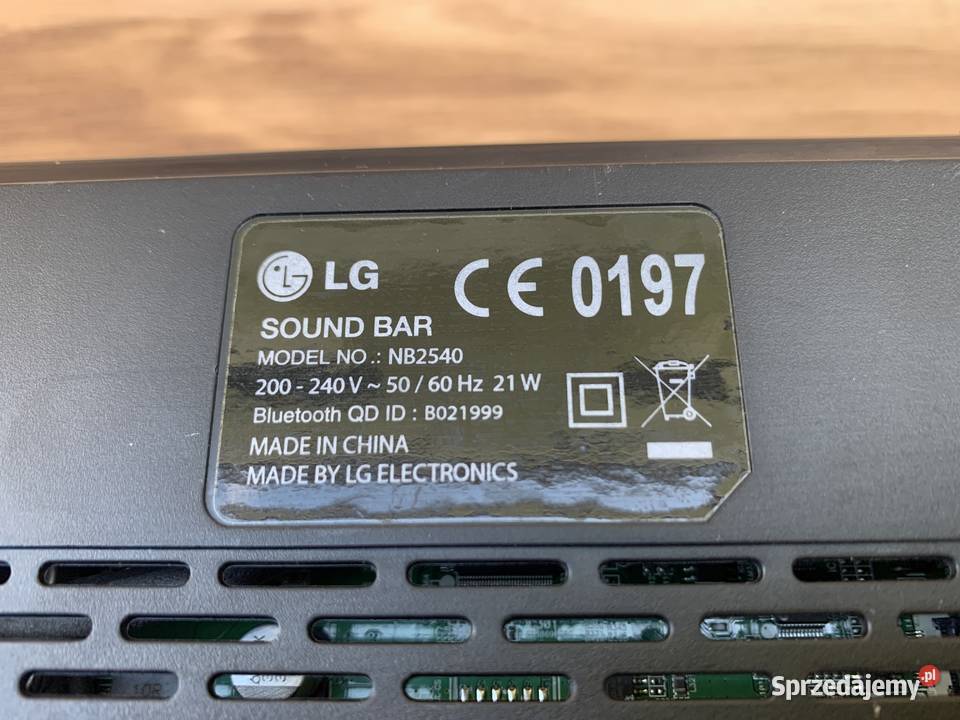 LG CE 0197
SOUND BAR
MODEL NO.: NB2540
200 - 240 V ~ 50 / 60 Hz 21 W
Bluetooth QD ID : B021999
MADE IN CHINA
MADE BY LG ELECTRONICS
Sprzedajemy.pl